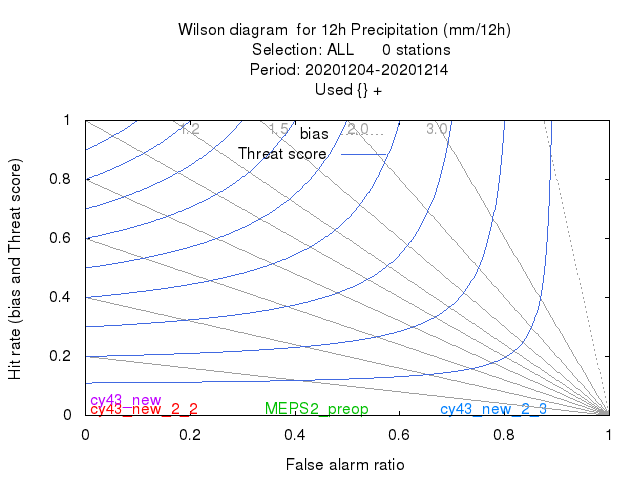 Wilson diagram  for 12h Precipitation (mm/12h)
Selection: ALL      0 stations
Period: 20201204-20201214
Used {} +
1.2 1.5 2.0 3.0
bias
Threat score
Hit rate (bias and Threat score)
1
0.8
0.6
0.4
0.2
0
cy43_new
cy43_new_2_2 MEPS2_preop cy43_new_2_3
0 0.2 0.4 0.6 0.8 1
False alarm ratio